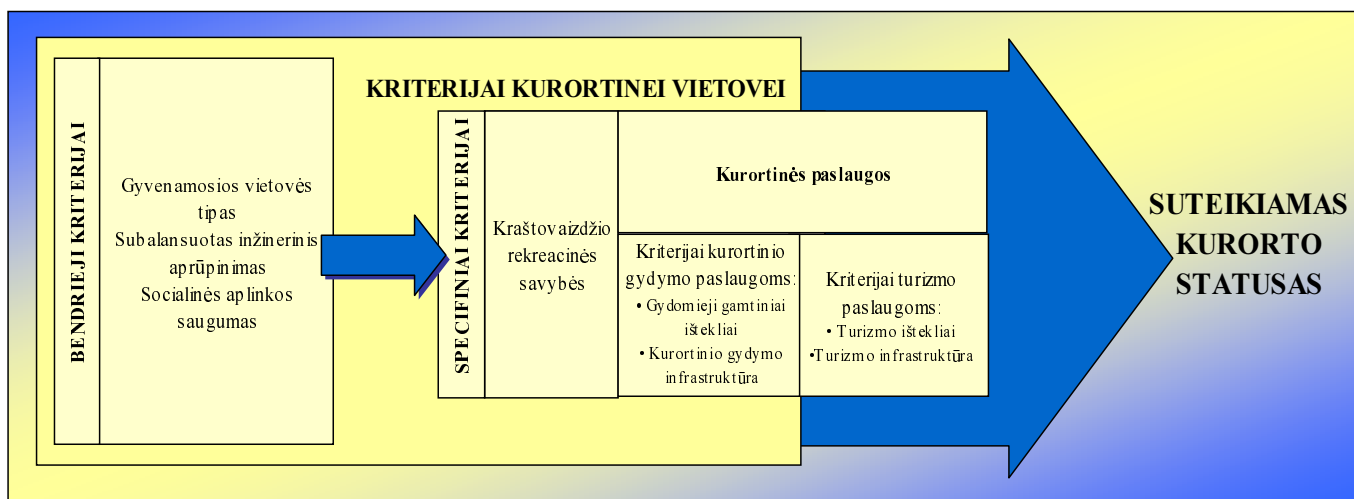 KRITERIJAI KURORTINEI VIETOVEI
BENDRIEJI KRITERIJAI
Gyvenamosios vietovės
tipas
Subalansuotas inžinerinis
aprūpinimas
Socialinės aplinkos
saugumas
SPECIFINIAI KRITERIJAI
Kraštovaizdžio
rekreacinės
savybės
Kurortinės paslaugos
Kriterijai kurortinio
gydymo paslaugoms:
• Gydomieji gamtiniai
ištekliai
• Kurortinio gydymo
infrastruktūra
Kriterijai turizmo
paslaugoms:
• Turizmo ištekliai
•Turizmo infrastruktūra
SUTEIKIAMAS
KURORTO
STATUSAS